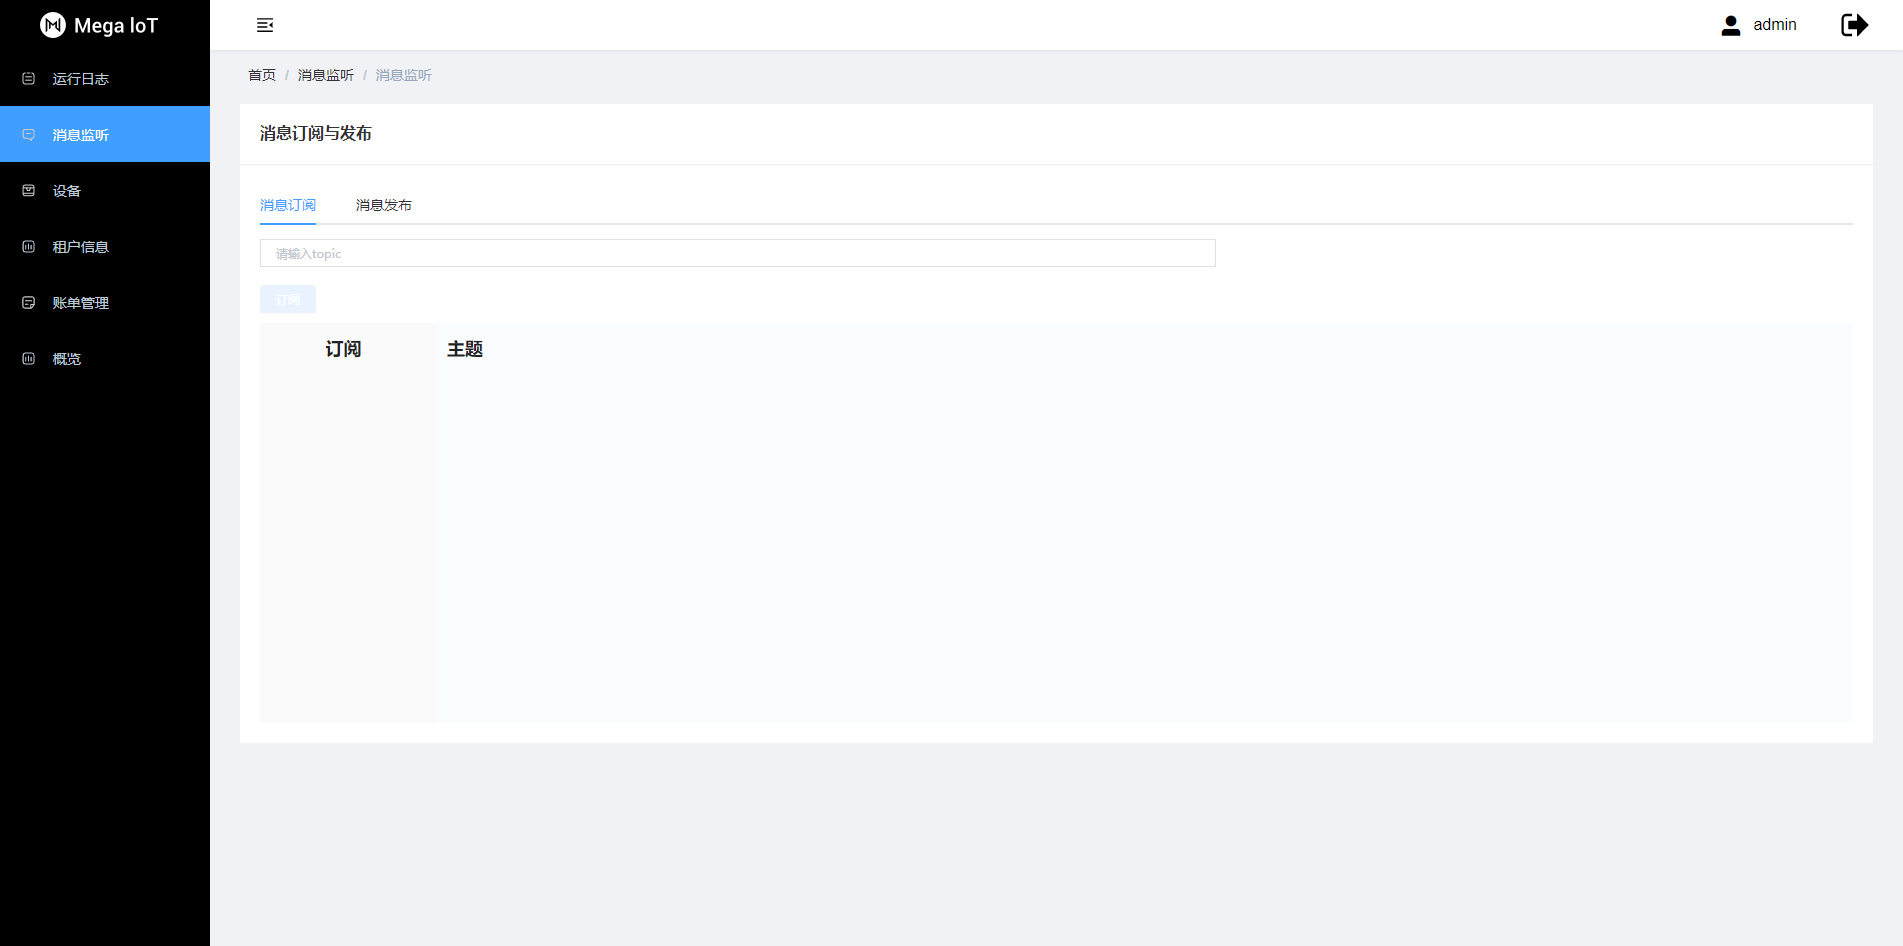 Mega loT
admin
运行日志
消息监听
设备
租户信息
账单管理
概览
首页 / 消息监听 / 消息监听
消息订阅与发布
消息订阅 消息发布
请输入topic
订阅
订阅 主题